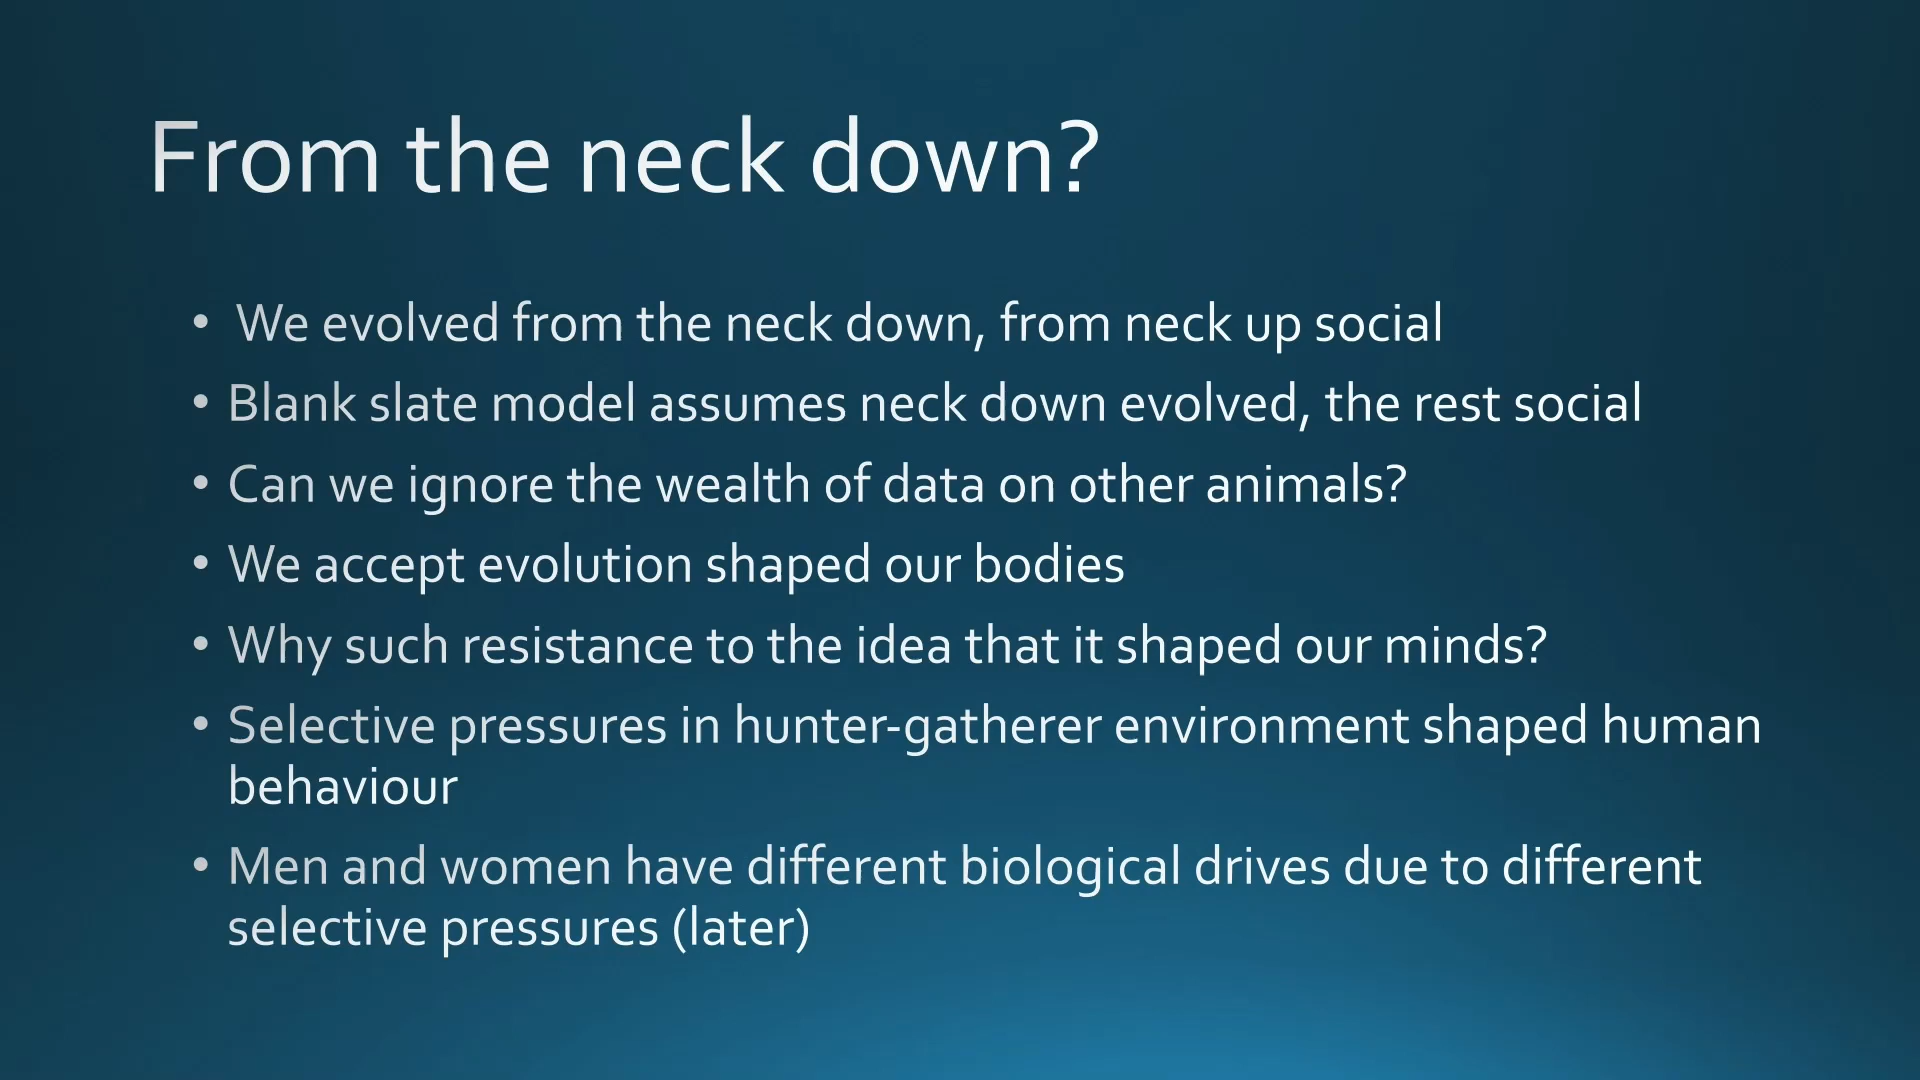 From the neck down?
• We evolved from the neck down, from neck up social
• Blank slate model assumes neck down evolved, the rest social
• Can we ignore the wealth of data on other animals?
• We accept evolution shaped our bodies
• Why such resistance to the idea that it shaped our minds?
• Selective pressures in hunter-gatherer environment shaped human
behaviour
• Men and women have different biological drives due to different
selective pressures (later)